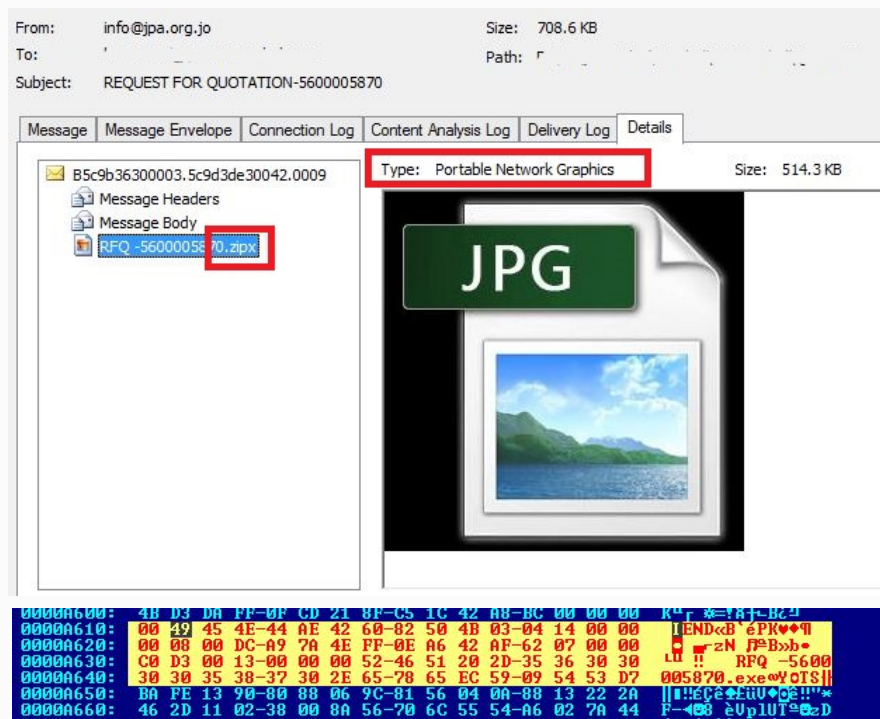 From: info@jpa.org.jo Size: 708.6 KB
To: Path:
Subject: REQUEST FOR QUOTATION-5600005870
Message Message Envelope Connection Log Content Analysis Log Delivery Log Details
B5c9b36300003.5c9d3de30042.0009
Message Headers
Message Body
RFQ -5600005870.zipx
Type: Portable Network Graphics Size: 514.3 KB
JPG
0000A600: 4B D3 DA FF-0F CD 21 8F-C5 1C 42 A8-BC 00 00 00
0000A610: 00 49 45 4E-44 AE 42 60-82 50 4B 03-04 14 00 00 IEND«B`éPK♥♦¶
0000A620: 00 08 00 DC-A9 7A 4E FF-0E A6 42 AF-62 07 00 00
0000A630: C0 D3 00 13-00 00 00 52-46 51 20 2D-35 36 30 30 RFQ -5600
0000A640: 30 30 35 38-37 30 2E 65-78 65 EC 59-09 54 53 D7 005870.exe
0000A650: BA FE 13 90-80 88 06 9C-81 56 04 0A-88 13 22 2A
0000A660: 46 2D 11 02-38 00 8A 56-70 6C 55 54-A6 02 7A 44